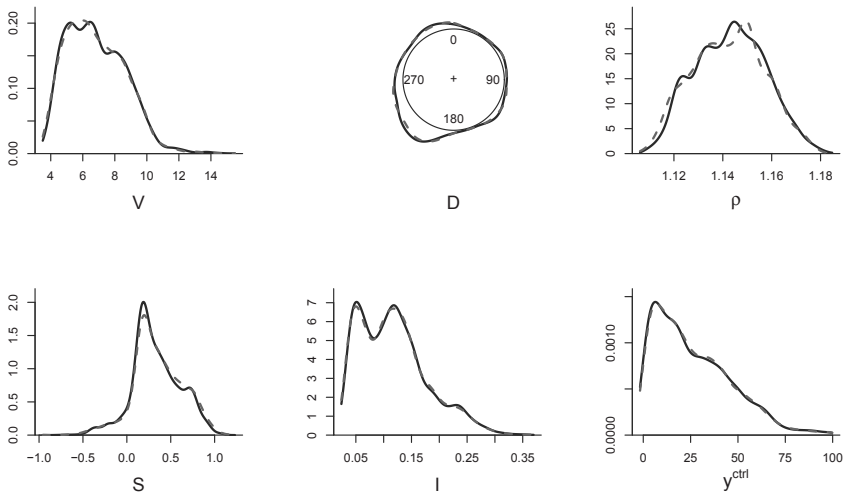 0.00 0.10 0.20
4 6 8 10 12 14
V
0
270 + 90
180
D
0 5 10 15 20 25
1.12 1.14 1.16 1.18
ρ
0.0 0.5 1.0 1.5 2.0
−1.0 −0.5 0.0 0.5 1.0
S
0 1 2 3 4 5 6 7
0.05 0.15 0.25 0.35
I
0.0000 0.0010
0 25 50 75 100
y^ctrl